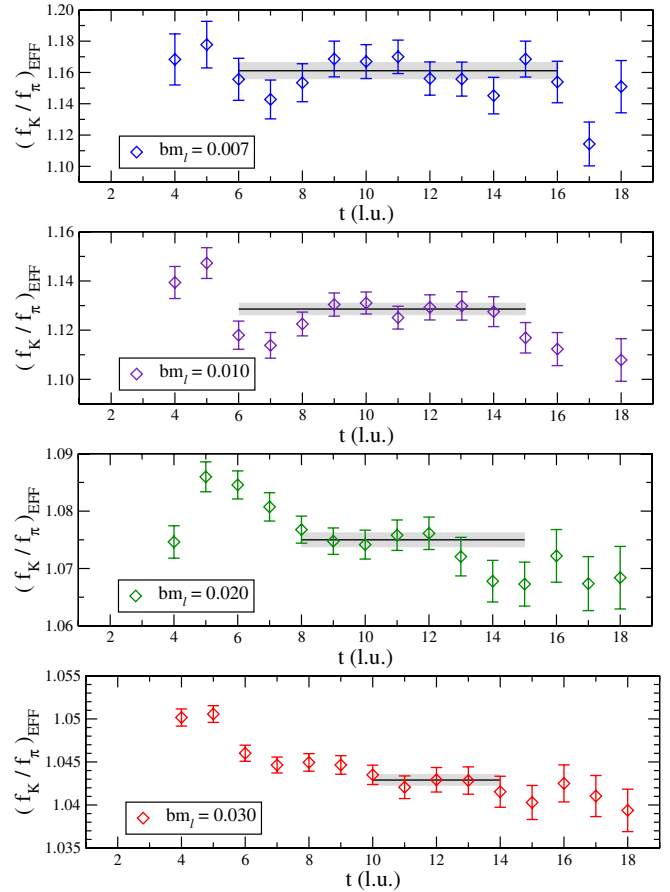 1.20
1.18
1.16
1.14
1.12
1.10
( f_K / f_π )_EFF
bm_l = 0.007
2 4 6 8 10 12 14 16 18
t (l.u.)
1.16
1.14
1.12
1.10
( f_K / f_π )_EFF
bm_l = 0.010
2 4 6 8 10 12 14 16 18
t (l.u.)
1.09
1.08
1.07
1.06
( f_K / f_π )_EFF
bm_l = 0.020
2 4 6 8 10 12 14 16 18
t (l.u.)
1.055
1.05
1.045
1.04
1.035
( f_K / f_π )_EFF
bm_l = 0.030
2 4 6 8 10 12 14 16 18
t (l.u.)